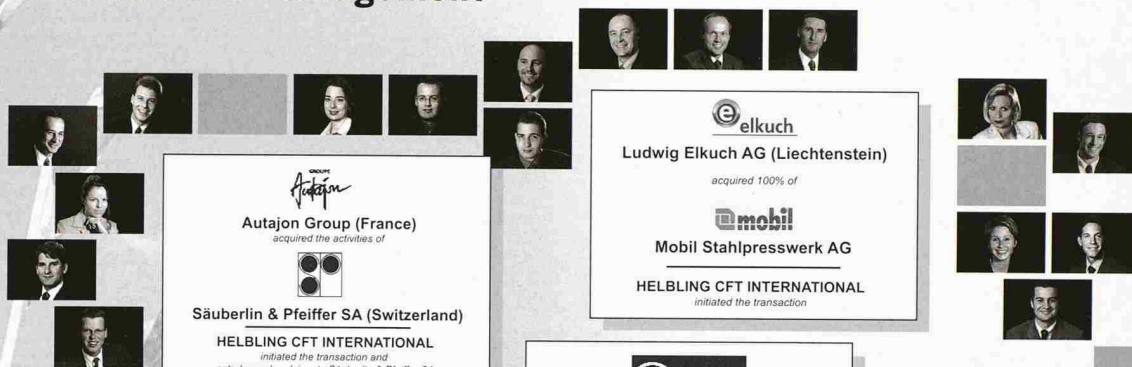 GROUPE
Autajon
Autajon Group (France)
acquired the activities of
Säuberlin & Pfeiffer SA (Switzerland)
HELBLING CFT INTERNATIONAL
initiated the transaction and
elkuch
Ludwig Elkuch AG (Liechtenstein)
acquired 100% of
mobil
Mobil Stahlpresswerk AG
HELBLING CFT INTERNATIONAL
initiated the transaction